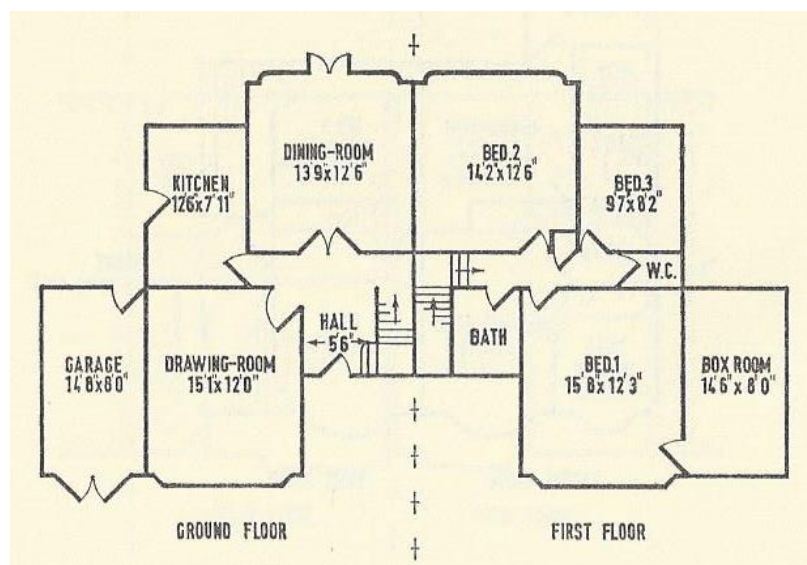 DINING-ROOM
13'9"x12'6"
BED.2
14'2"x12'6"
KITCHEN
12'6"x7'11"
BED.3
9'7"x8'2"
W.C.
HALL
5'6"
BATH
GARAGE
14'8"x8'0"
DRAWING-ROOM
15'1"x12'0"
BED.1
15'8"x12'3"
BOX ROOM
14'6" x 8'0"
GROUND FLOOR
FIRST FLOOR